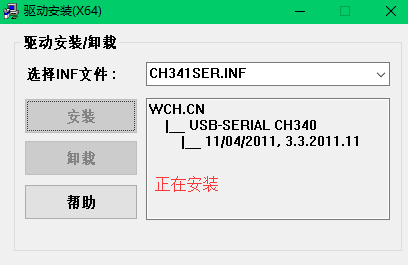 驱动安装(X64)
驱动安装/卸载
选择INF文件：
CH341SER.INF
安装
卸载
帮助
WCH.CN
|__ USB-SERIAL CH340
|__ 11/04/2011, 3.3.2011.11
正在安装